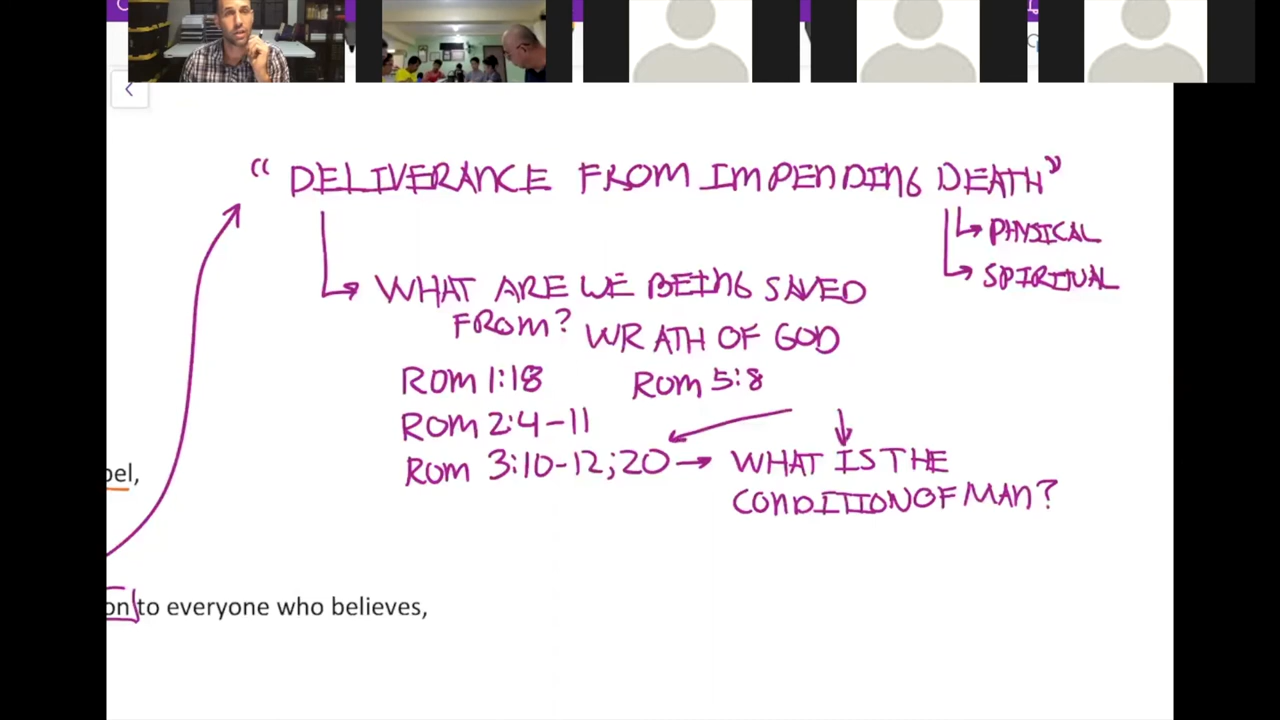 “DELIVERANCE FROM IMPENDING DEATH”
PHYSICAL
SPIRITUAL
WHAT ARE WE BEING SAVED
FROM? WRATH OF GOD
Rom 1:18 Rom 5:8
Rom 2:4-11
Rom 3:10-12;20 → WHAT IS THE
CONDITION OF MAN?
pel,
on to everyone who believes,